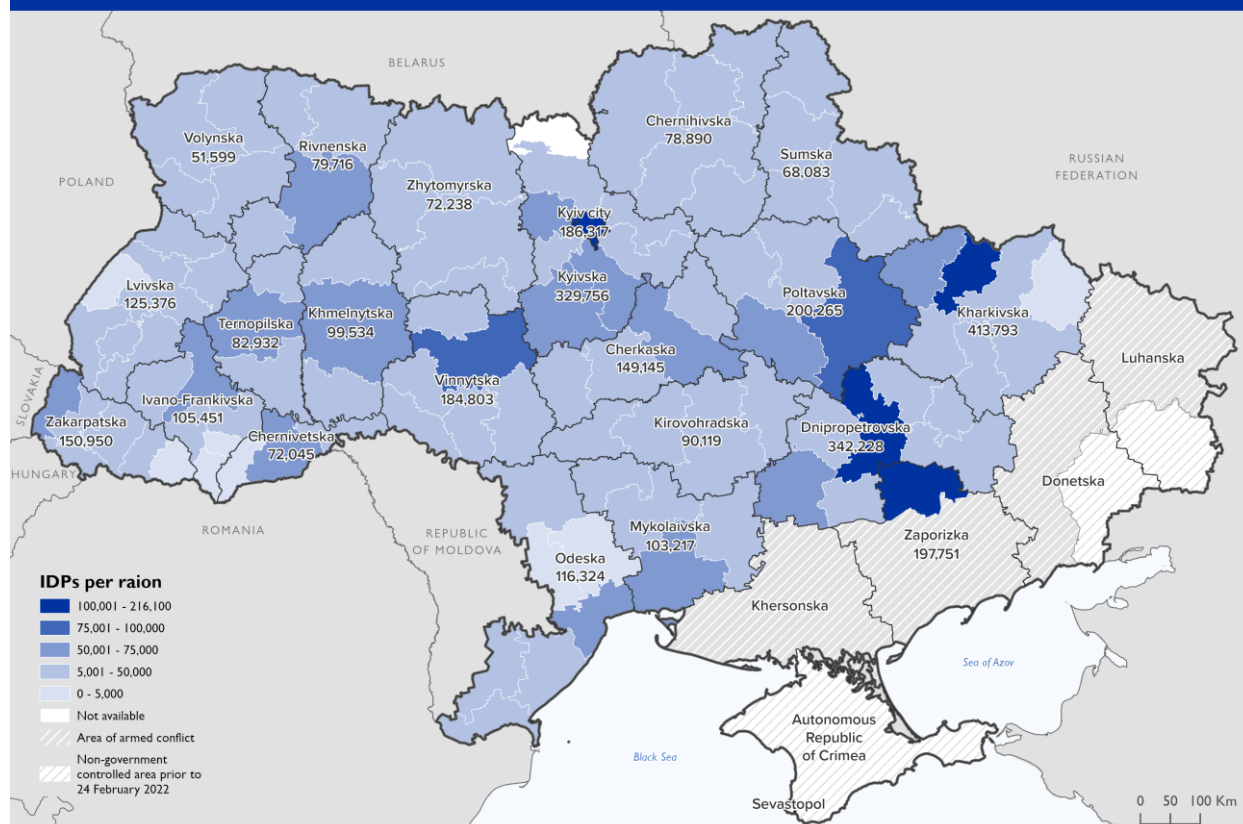 BELARUS
Chernihivska
78,890
Volynska
51,599
Rivnenska
79,716
Sumska
68,083
RUSSIAN
FEDERATION
POLAND
Zhytomyrska
72,238
Kyiv city
186,317
Lvivska
125,376
Kyivska
329,756
Poltavska
200,265
Ternopilska
82,932
Khmelnytska
99,534
Kharkivska
413,793
Cherkaska
149,145
Luhanska
SLOVAKIA
Vinnytska
184,803
Ivano-Frankivska
105,451
Zakarpatska
150,950
Chernivetska
72,045
Kirovohradska
90,119
Dnipropetrovska
342,228
HUNGARY
Donetska
ROMANIA
REPUBLIC
OF MOLDOVA
Mykolaivska
103,217
Odeska
116,324
Zaporizka
197,751
Khersonska
IDPs per raion
100,001 - 216,100
75,001 - 100,000
50,001 - 75,000
5,001 - 50,000
0 - 5,000
Not available
Area of armed conflict
Non-government
controlled area prior to
24 February 2022
Sea of Azov
Autonomous
Republic
of Crimea
Black Sea
Sevastopol
0 50 100 Km